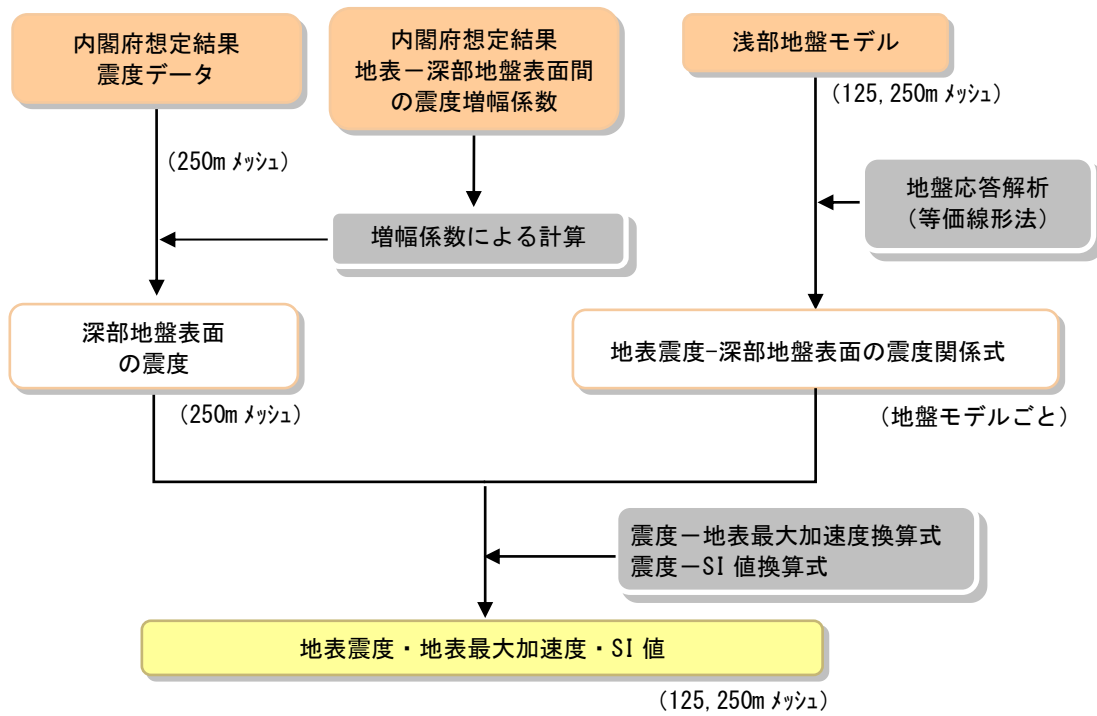 内閣府想定結果
震度データ
内閣府想定結果
地表－深部地盤表面間
の震度増幅係数
浅部地盤モデル
(125, 250m メッシュ)
(250m メッシュ)
地盤応答解析
(等価線形法)
増幅係数による計算
深部地盤表面
の震度
地表震度-深部地盤表面の震度関係式
(250m メッシュ)
(地盤モデルごと)
震度－地表最大加速度換算式
震度－SI 値換算式
地表震度・地表最大加速度・SI 値
(125, 250m メッシュ)